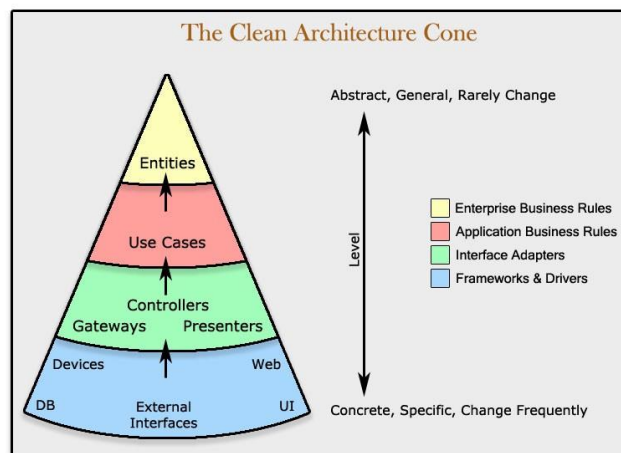 The Clean Architecture Cone
Abstract, General, Rarely Change
Entities
Enterprise Business Rules
Application Business Rules
Interface Adapters
Frameworks & Drivers
Level
Use Cases
Controllers
Gateways Presenters
Devices Web
DB External UI
Interfaces
Concrete, Specific, Change Frequently